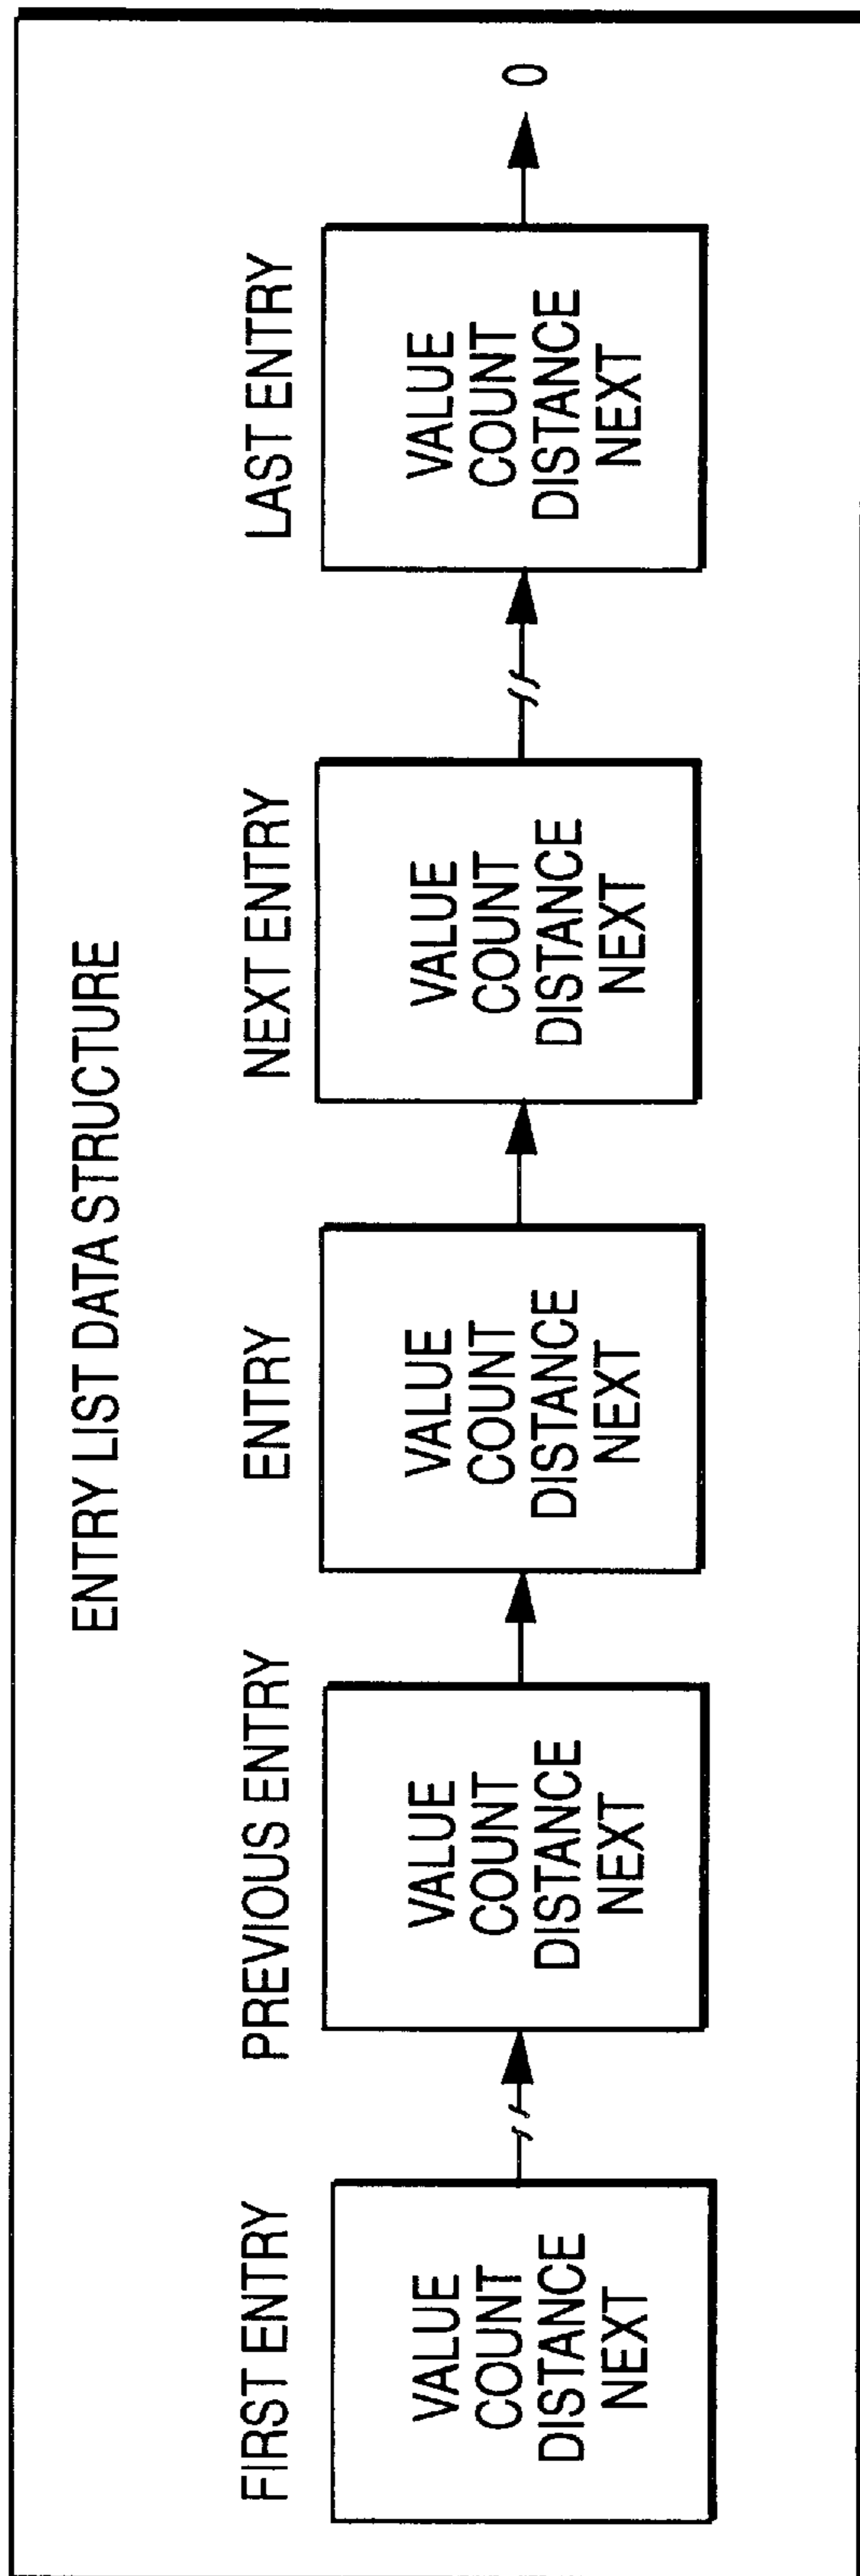 ENTRY LIST DATA STRUCTURE
FIRST ENTRY
VALUE
COUNT
DISTANCE
NEXT
PREVIOUS ENTRY
VALUE
COUNT
DISTANCE
NEXT
ENTRY
VALUE
COUNT
DISTANCE
NEXT
NEXT ENTRY
VALUE
COUNT
DISTANCE
NEXT
LAST ENTRY
VALUE
COUNT
DISTANCE
NEXT
0